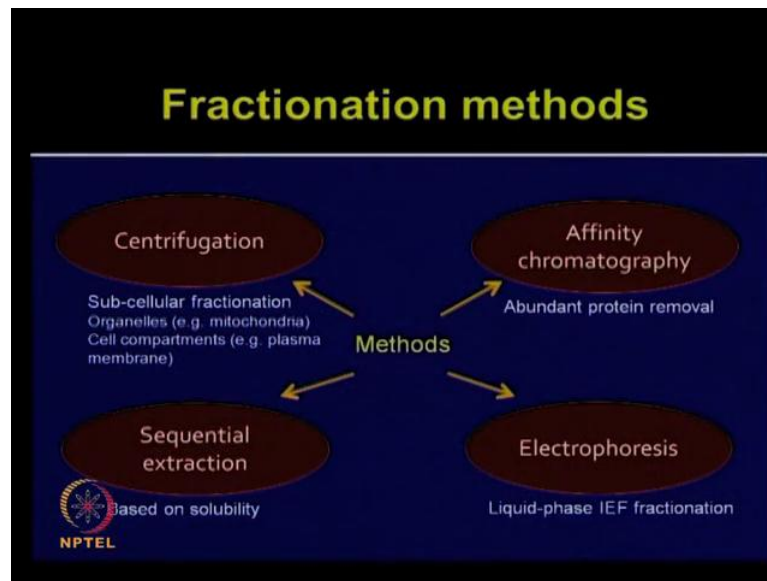 Fractionation methods
Centrifugation
Sub-cellular fractionation
Organelles (e.g. mitochondria)
Cell compartments (e.g. plasma
membrane)
Affinity
chromatography
Abundant protein removal
Methods
Sequential
extraction
Based on solubility
Electrophoresis
Liquid-phase IEF fractionation
NPTEL